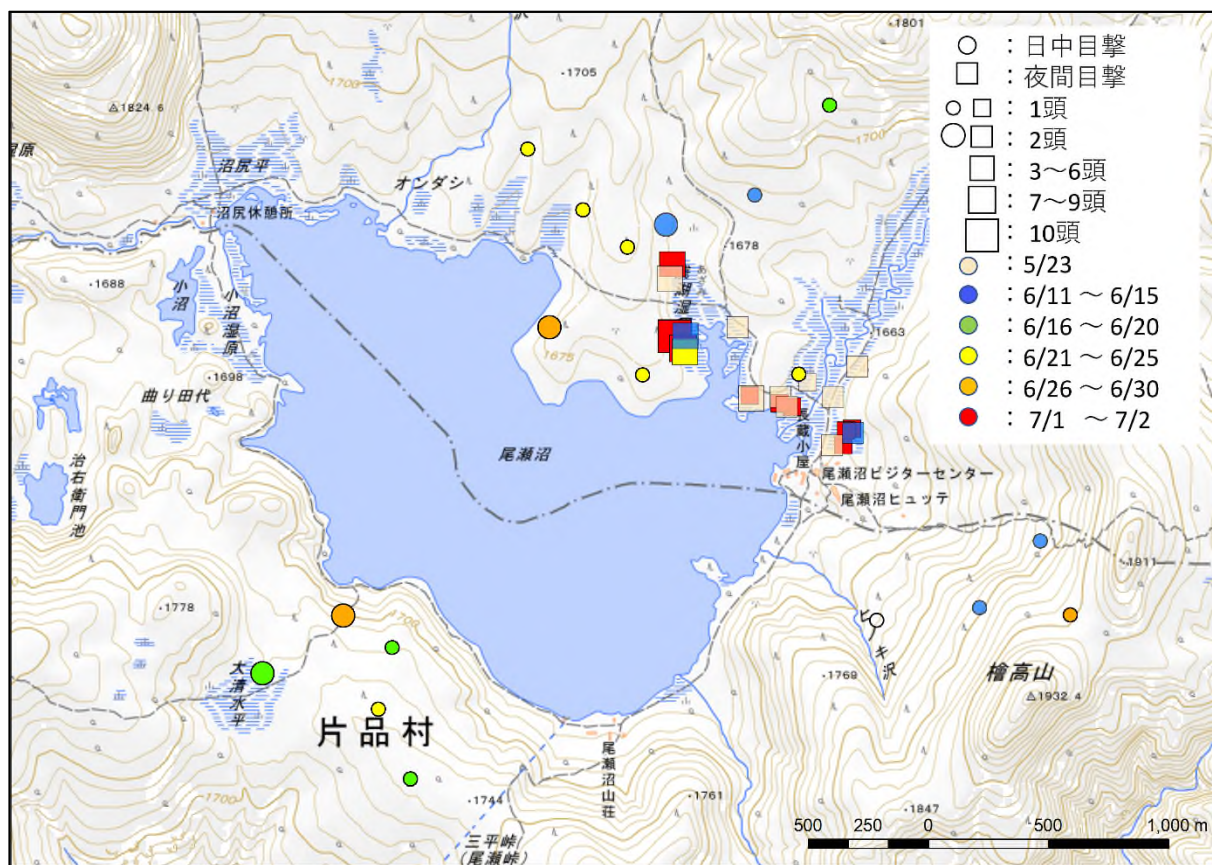 ・1801
・1705
1700
△1824 6
沼尻平
オンダシ
沼尻休憩所
・1688
小沼
小沼湿原
・1698
曲り田代
治右衛門池
・1678
・1663
1675
1700
尾瀬沼
長蔵小屋
尾瀬沼ビジターセンター
尾瀬沼ヒュッテ
・1911
・1778
1700
大清水平
片品村
・1769
ヒノキ沢
檜高山
△1932 4
尾瀬沼山荘
1700
・1744
・1761
・1847
三平峠
(尾瀬峠)
：日中目撃
：夜間目撃
：1頭
：2頭
：3～6頭
：7～9頭
：10頭
：5/23
：6/11 ～ 6/15
：6/16 ～ 6/20
：6/21 ～ 6/25
：6/26 ～ 6/30
：7/1 ～ 7/2
500 250 0 500 1,000 m